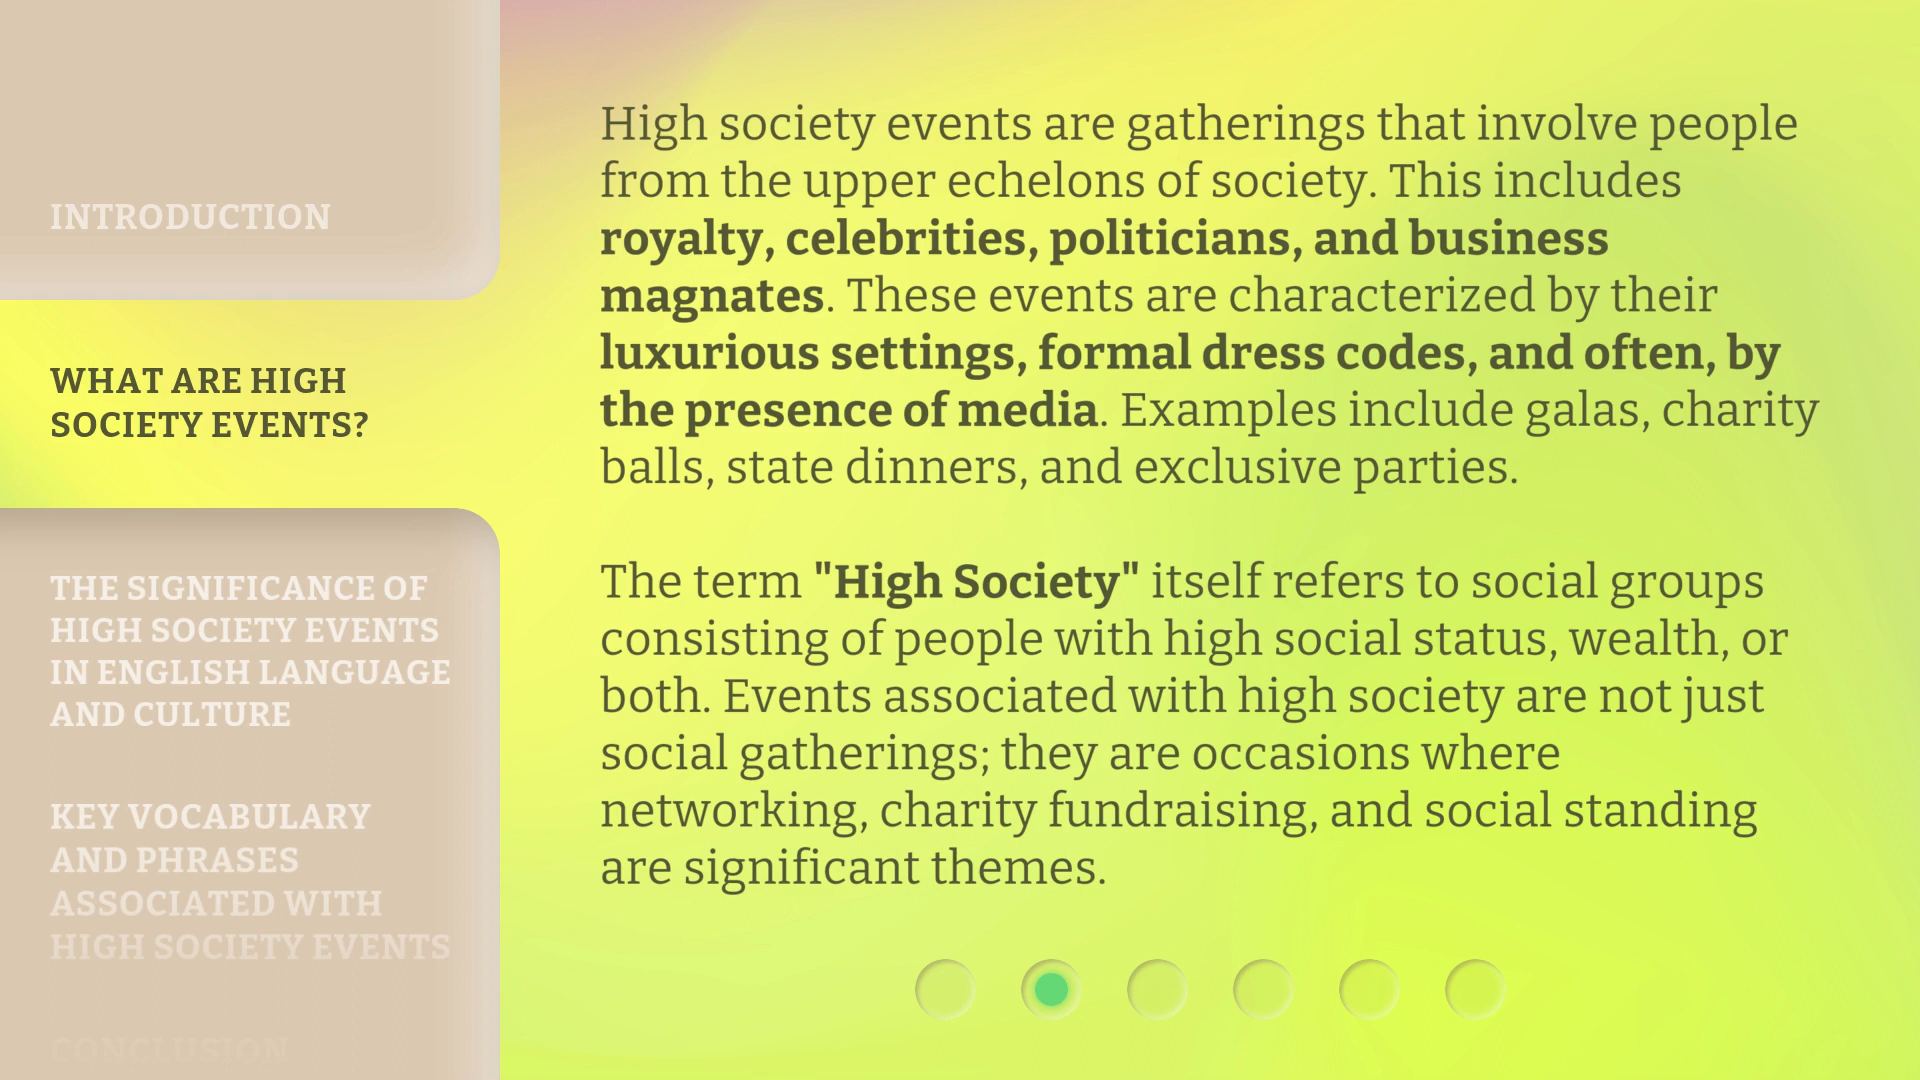 INTRODUCTION
WHAT ARE HIGH
SOCIETY EVENTS?
THE SIGNIFICANCE OF
HIGH SOCIETY EVENTS
IN ENGLISH LANGUAGE
AND CULTURE
KEY VOCABULARY
AND PHRASES
ASSOCIATED WITH
HIGH SOCIETY EVENTS
CONCLUSION
High society events are gatherings that involve people
from the upper echelons of society. This includes
royalty, celebrities, politicians, and business
magnates. These events are characterized by their
luxurious settings, formal dress codes, and often, by
the presence of media. Examples include galas, charity
balls, state dinners, and exclusive parties.
The term "High Society" itself refers to social groups
consisting of people with high social status, wealth, or
both. Events associated with high society are not just
social gatherings; they are occasions where
networking, charity fundraising, and social standing
are significant themes.